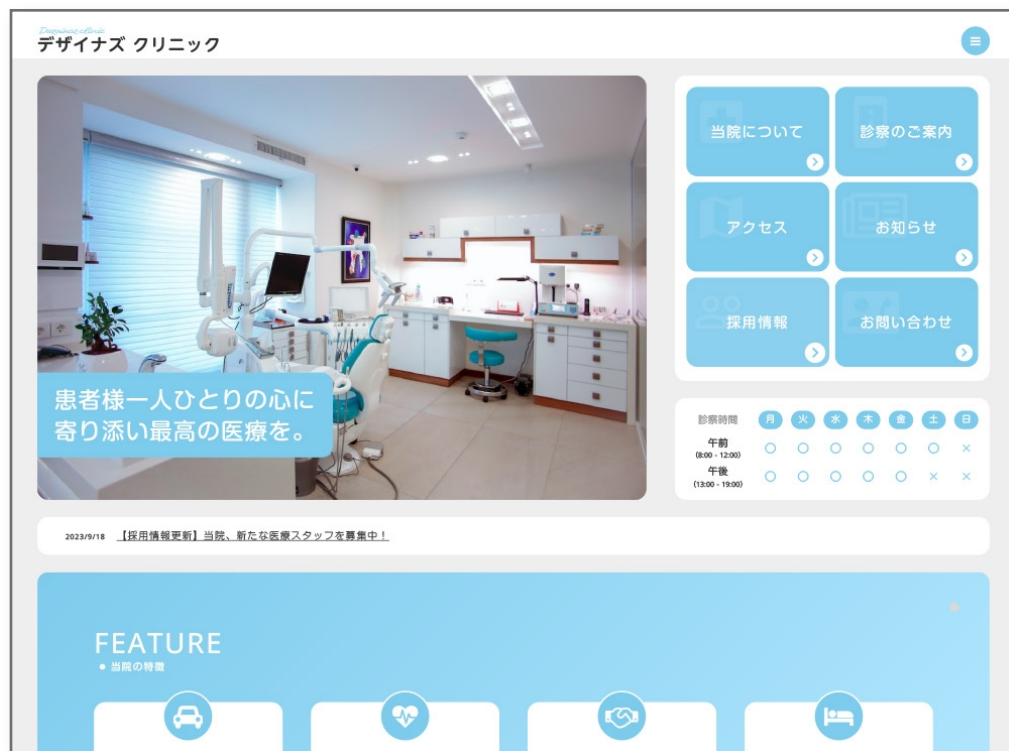 Designas clinic
デザイナズ クリニック
当院について
診察のご案内
アクセス
お知らせ
採用情報
お問い合わせ
患者様一人ひとりの心に
寄り添い最高の医療を。
診察時間 月 火 水 木 金 土 日
午前 ○ ○ ○ ○ ○ ○ ×
(8:00 - 12:00)
午後 ○ ○ ○ ○ ○ × ×
(13:00 - 19:00)
2023/9/18 【採用情報更新】当院、新たな医療スタッフを募集中！
FEATURE
● 当院の特徴